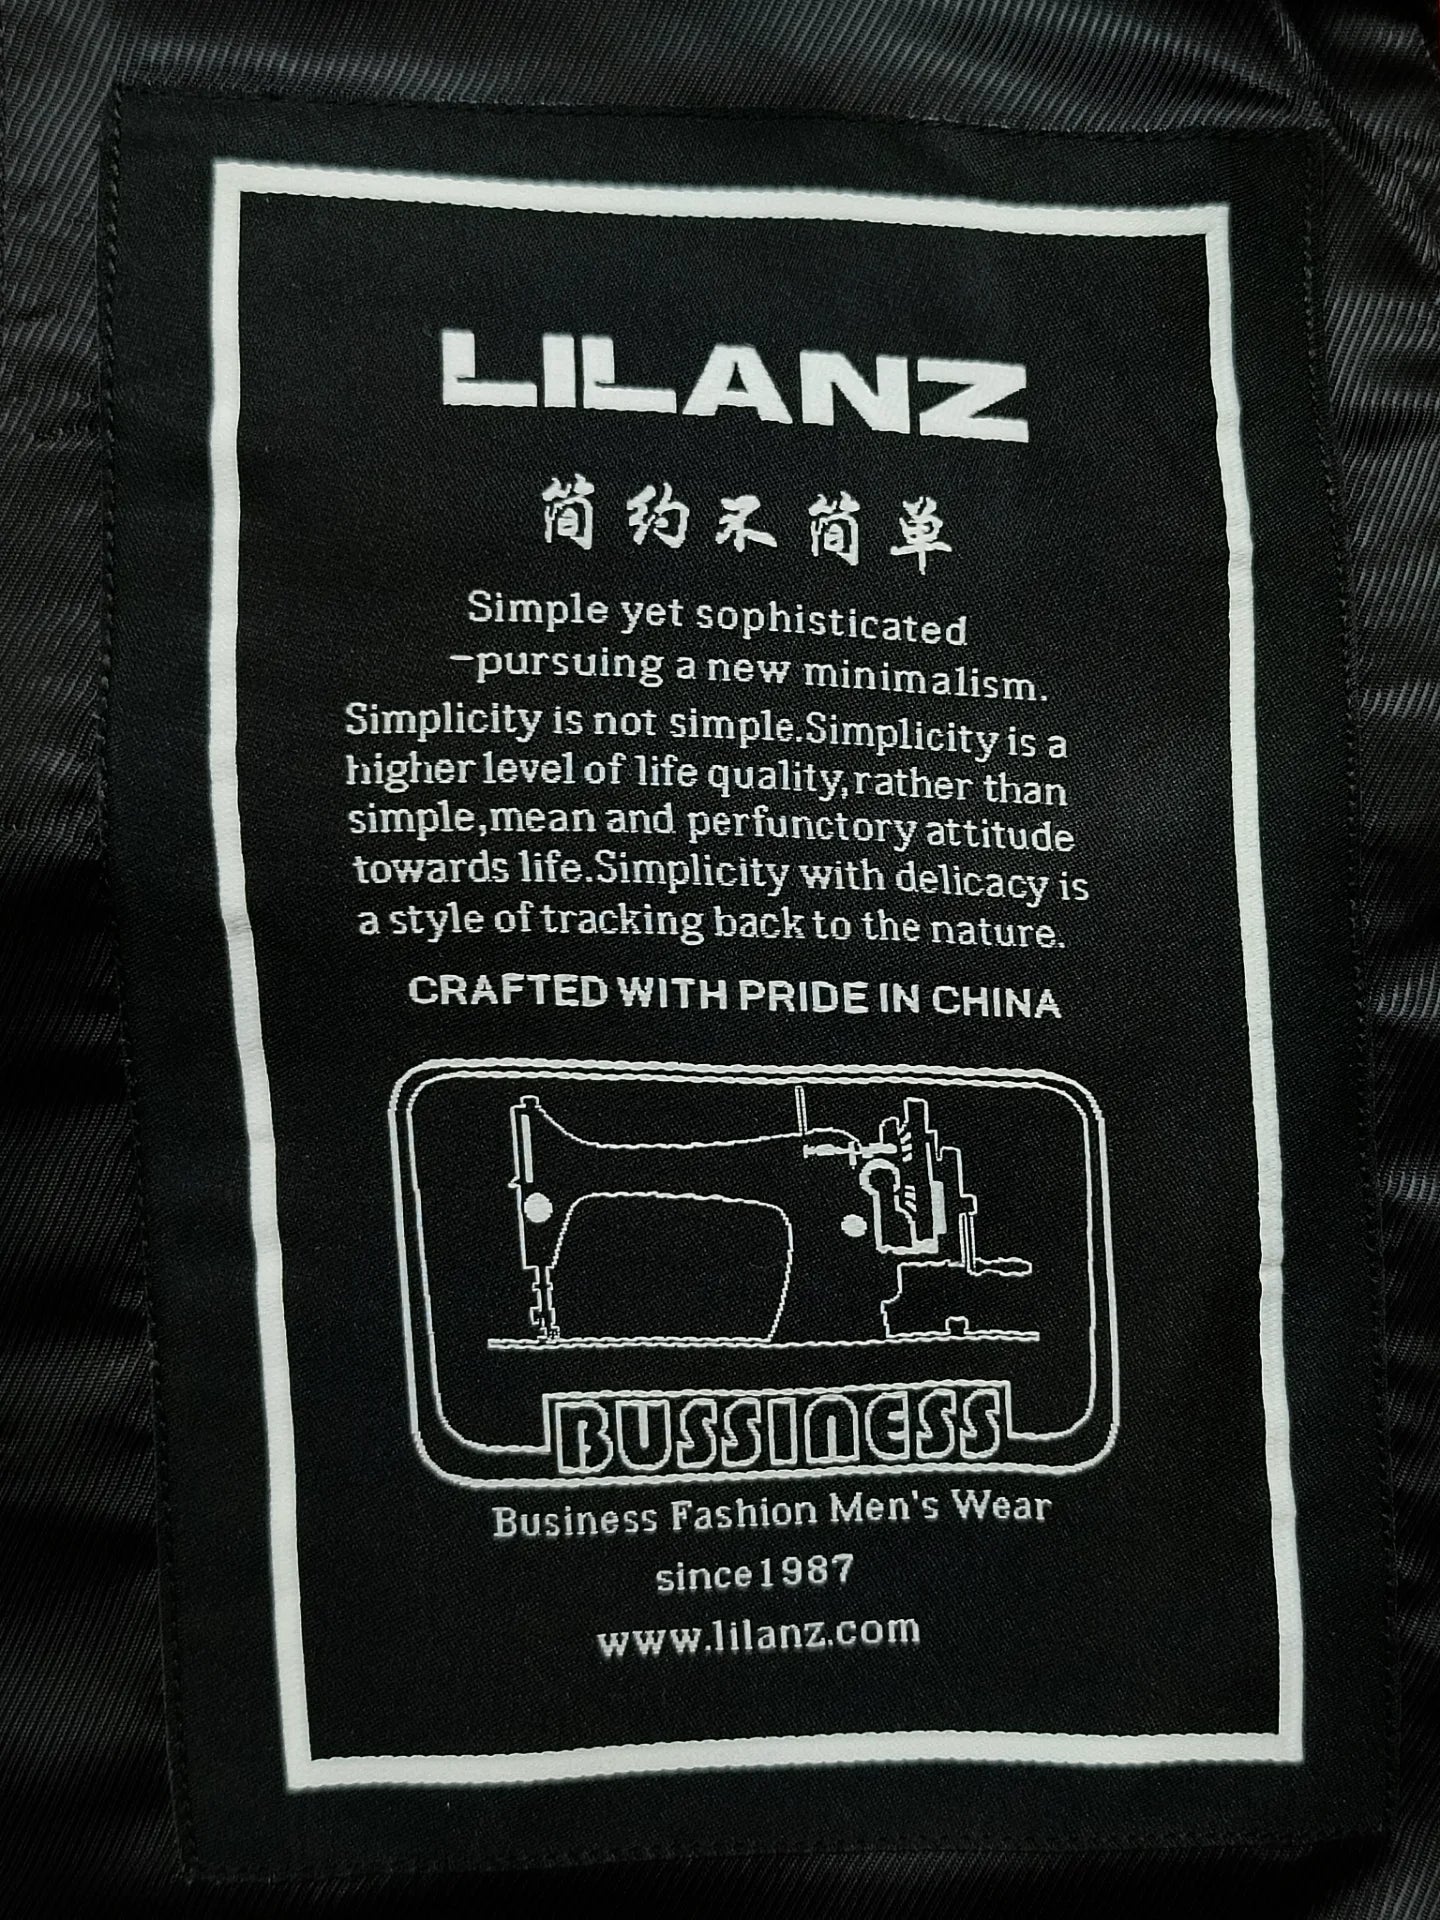 LILANZ
简约不简单
Simple yet sophisticated
-pursuing a new minimalism.
Simplicity is not simple.Simplicity is a
higher level of life quality,rather than
simple,mean and perfunctory attitude
towards life.Simplicity with delicacy is
a style of tracking back to the nature.
CRAFTED WITH PRIDE IN CHINA
BUSSINESS
Business Fashion Men's Wear
since1987
www.lilanz.com